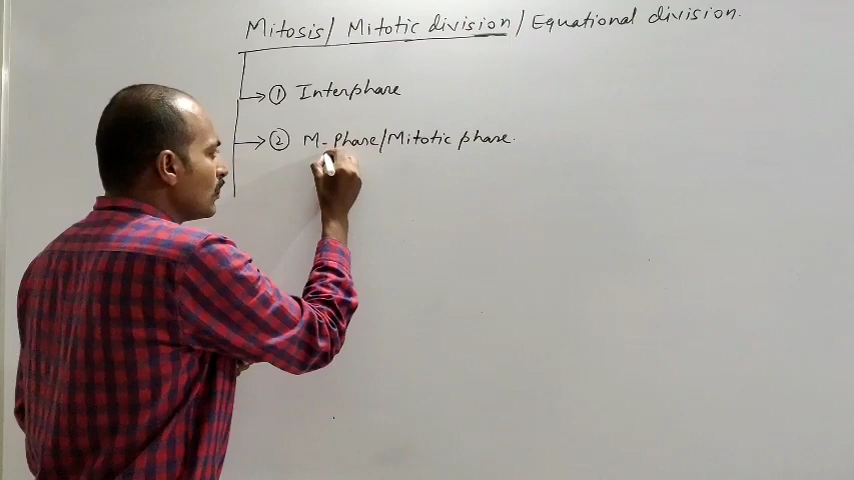 Mitosis/ Mitotic division / Equational division.
① Interphase
② M-Phase/Mitotic phase.